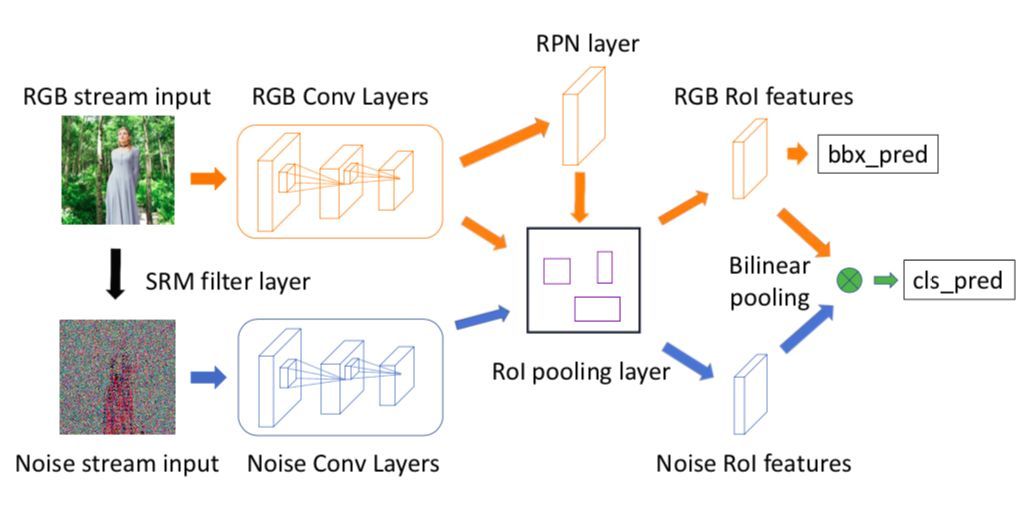 RPN layer
RGB stream input
RGB Conv Layers
RGB RoI features
bbx_pred
SRM filter layer
Bilinear
pooling
cls_pred
RoI pooling layer
Noise stream input
Noise Conv Layers
Noise RoI features